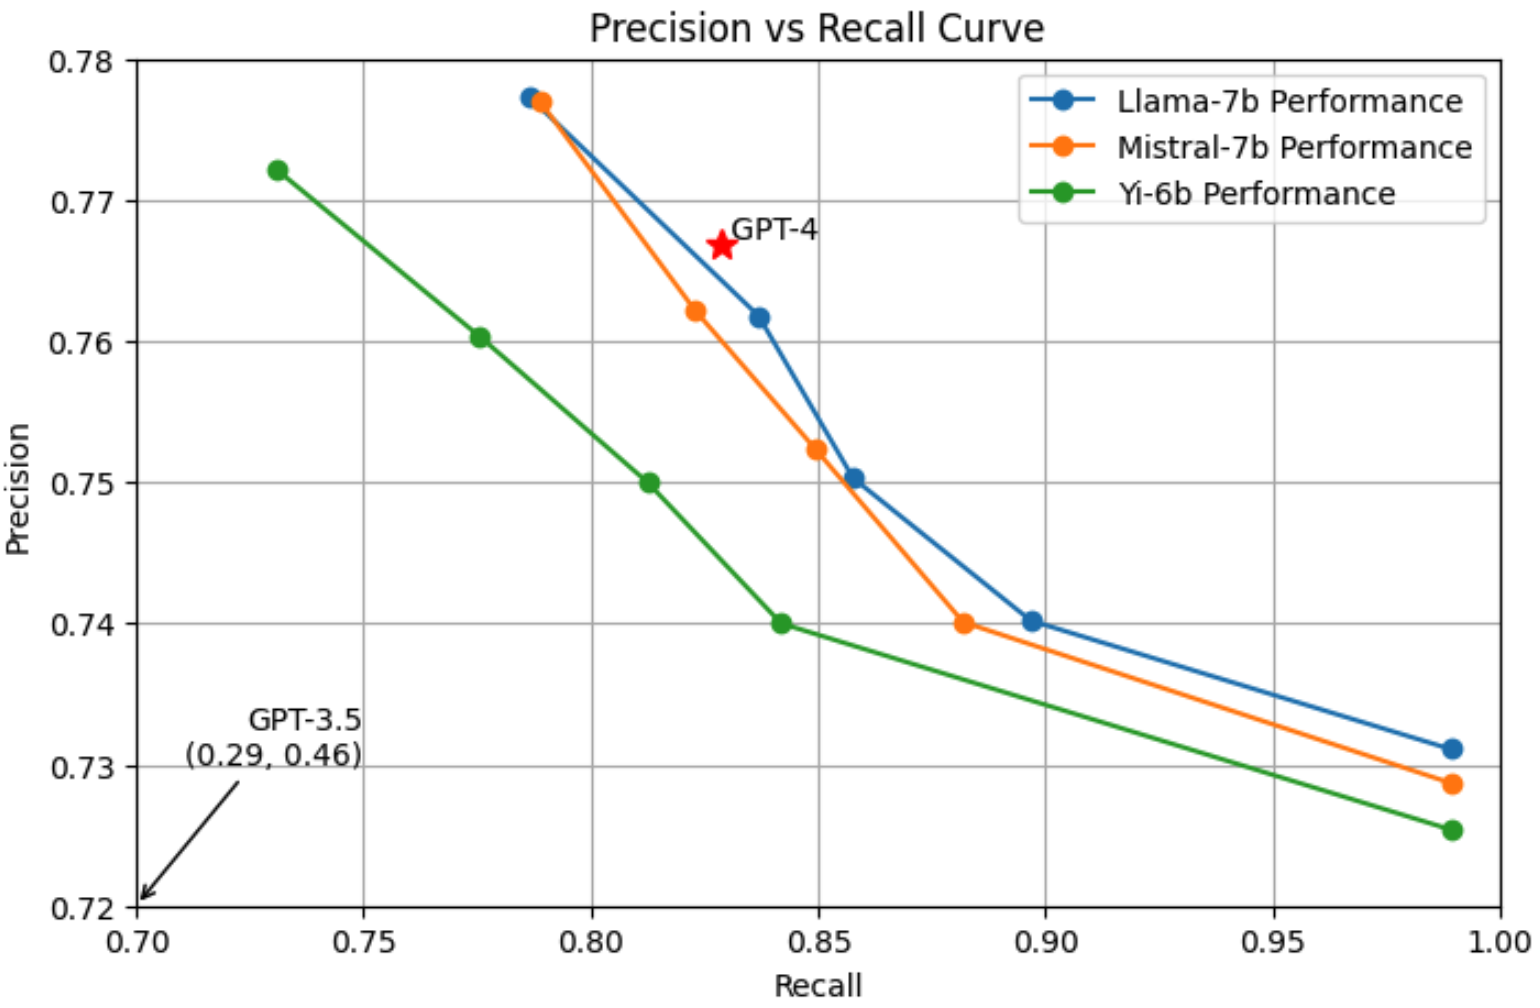 Precision vs Recall Curve
Llama-7b Performance
Mistral-7b Performance
Yi-6b Performance
GPT-4
GPT-3.5
(0.29, 0.46)
Precision
0.78
0.77
0.76
0.75
0.74
0.73
0.72
0.70 0.75 0.80 0.85 0.90 0.95 1.00
Recall